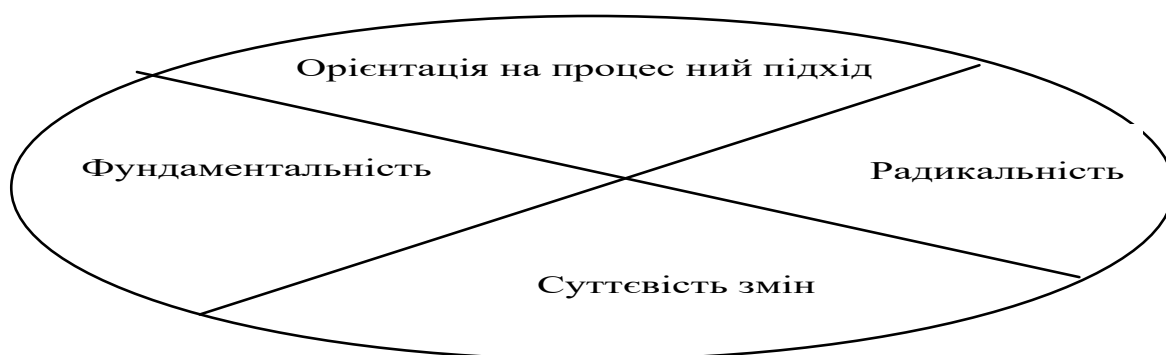 Орієнтація на процес ний підхід
Фундаментальність
Радикальність
Суттєвість змін